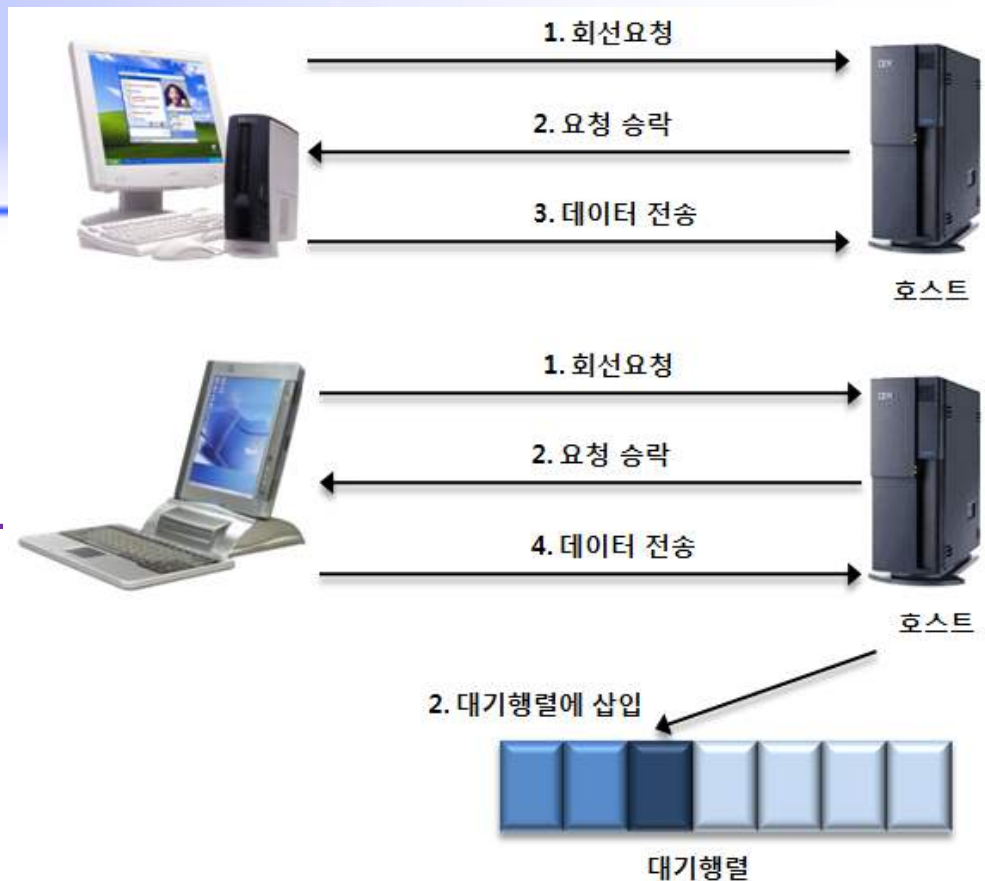 1. 회선요청
2. 요청 승락
3. 데이터 전송
호스트
1. 회선요청
2. 요청 승락
4. 데이터 전송
호스트
2. 대기행렬에 삽입
대기행렬